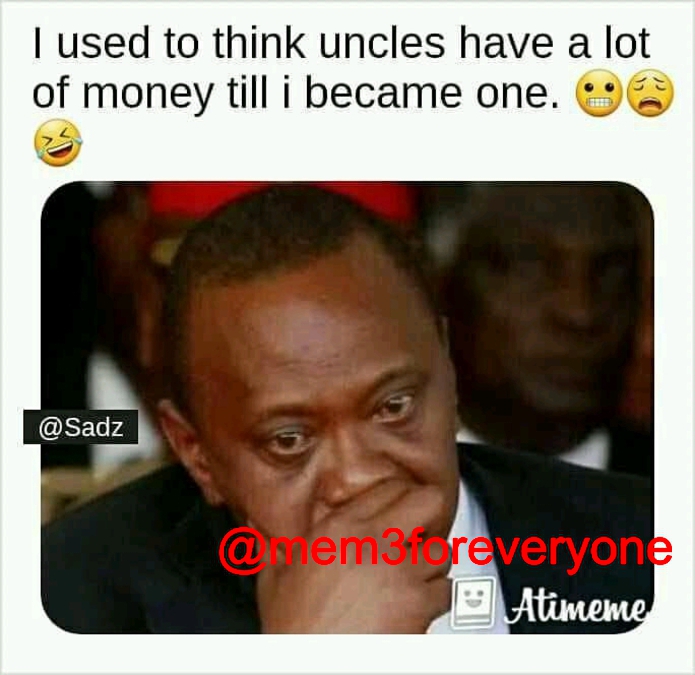 I used to think uncles have a lot
of money till i became one. 😬😩
🤣
@Sadz
@mem3foreveryone
Atimeme